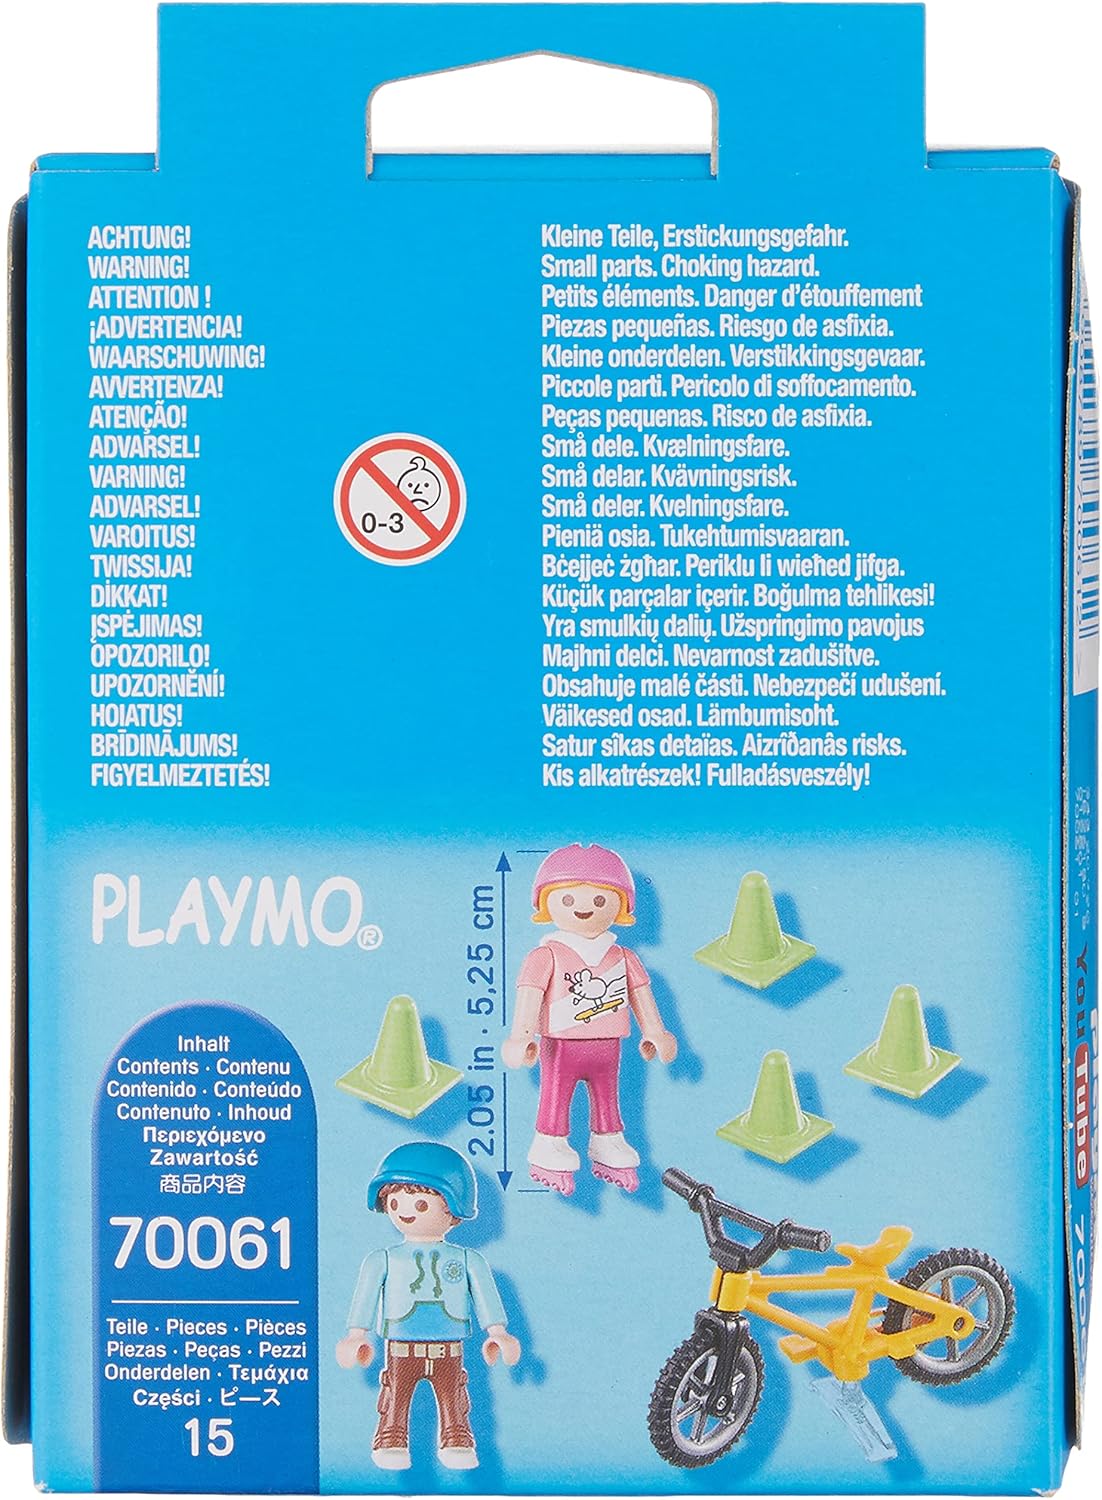 ACHTUNG! Kleine Teile, Erstickungsgefahr.
WARNING! Small parts. Choking hazard.
ATTENTION ! Petits éléments. Danger d’étouffement
¡ADVERTENCIA! Piezas pequeñas. Riesgo de asfixia.
WAARSCHUWING! Kleine onderdelen. Verstikkingsgevaar.
AVVERTENZA! Piccole parti. Pericolo di soffocamento.
ATENÇÃO! Peças pequenas. Risco de asfixia.
ADVARSEL! Små dele. Kvælningsfare.
VARNING! Små delar. Kvävningsrisk.
ADVARSEL! Små deler. Kvelningsfare.
VAROITUS! Pieniä osia. Tukehtumisvaaran.
TWISSIJA! Bċejjeċ żgħar. Periklu li wieħed jifga.
DİKKAT! Küçük parçalar içerir. Boğulma tehlikesi!
ĮSPĖJIMAS! Yra smulkių dalių. Užspringimo pavojus
OPOZORILO! Majhni delci. Nevarnost zadušitve.
UPOZORNĚNÍ! Obsahuje malé části. Nebezpečí udušení.
HOIATUS! Väikesed osad. Lämbumisoht.
BRĪDINĀJUMS! Satur sîkas detaïas. Aizrîðanâs risks.
FIGYELMEZTETÉS! Kis alkatrészek! Fulladásveszély!
0-3
PLAYMO®
2.05 in · 5,25 cm
Inhalt
Contents · Contenu
Contenido · Conteúdo
Contenuto · Inhoud
Περιεχόμενο
Zawartość
商品内容
70061
Teile · Pieces · Pièces
Piezas · Peças · Pezzi
Onderdelen · Τεμάχια
Części · ピース
15
You Tube